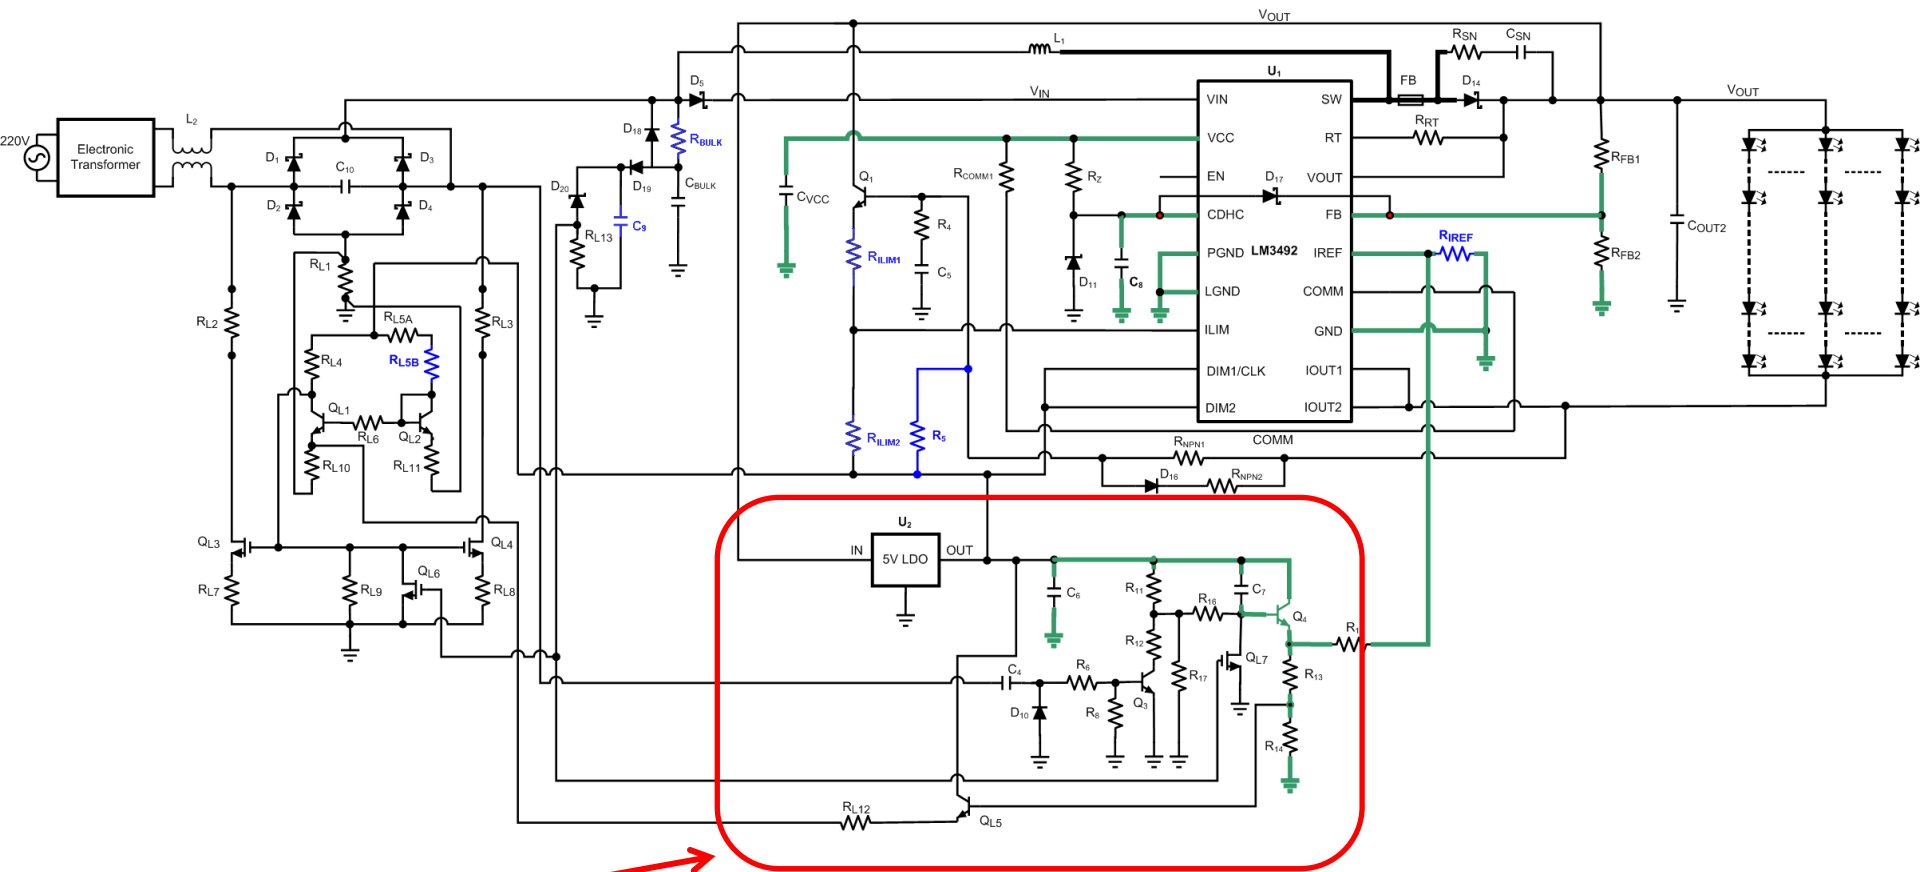 VOUT
L1
RSN
CSN
U1
FB
D14
D5
VIN
VOUT
220V
Electronic
Transformer
L2
VIN
SW
RRT
D18
RBULK
VCC
RT
RFB1
D1
C10
D3
D19
D20
CBULK
Q1
RCOMM1
RZ
EN
D17
VOUT
CVCC
D2
D4
C9
R4
CDHC
FB
COUT2
RL13
RILIM1
C5
D11
C8
PGND
LM3492
IREF
RIREF
RFB2
RL1
LGND
COMM
RL2
RL5A
RL3
ILIM
GND
RL4
RL5B
DIM1/CLK
IOUT1
QL1
DIM2
IOUT2
RL6
QL2
RILIM2
R5
COMM
RL10
RL11
RNPN1
D16
RNPN2
U2
QL3
QL4
IN
5V LDO
OUT
RL7
RL9
QL6
RL8
C6
R11
C7
R16
Q4
R12
R1
C4
R6
QL7
R17
R13
D10
R8
Q3
R14
RL12
QL5